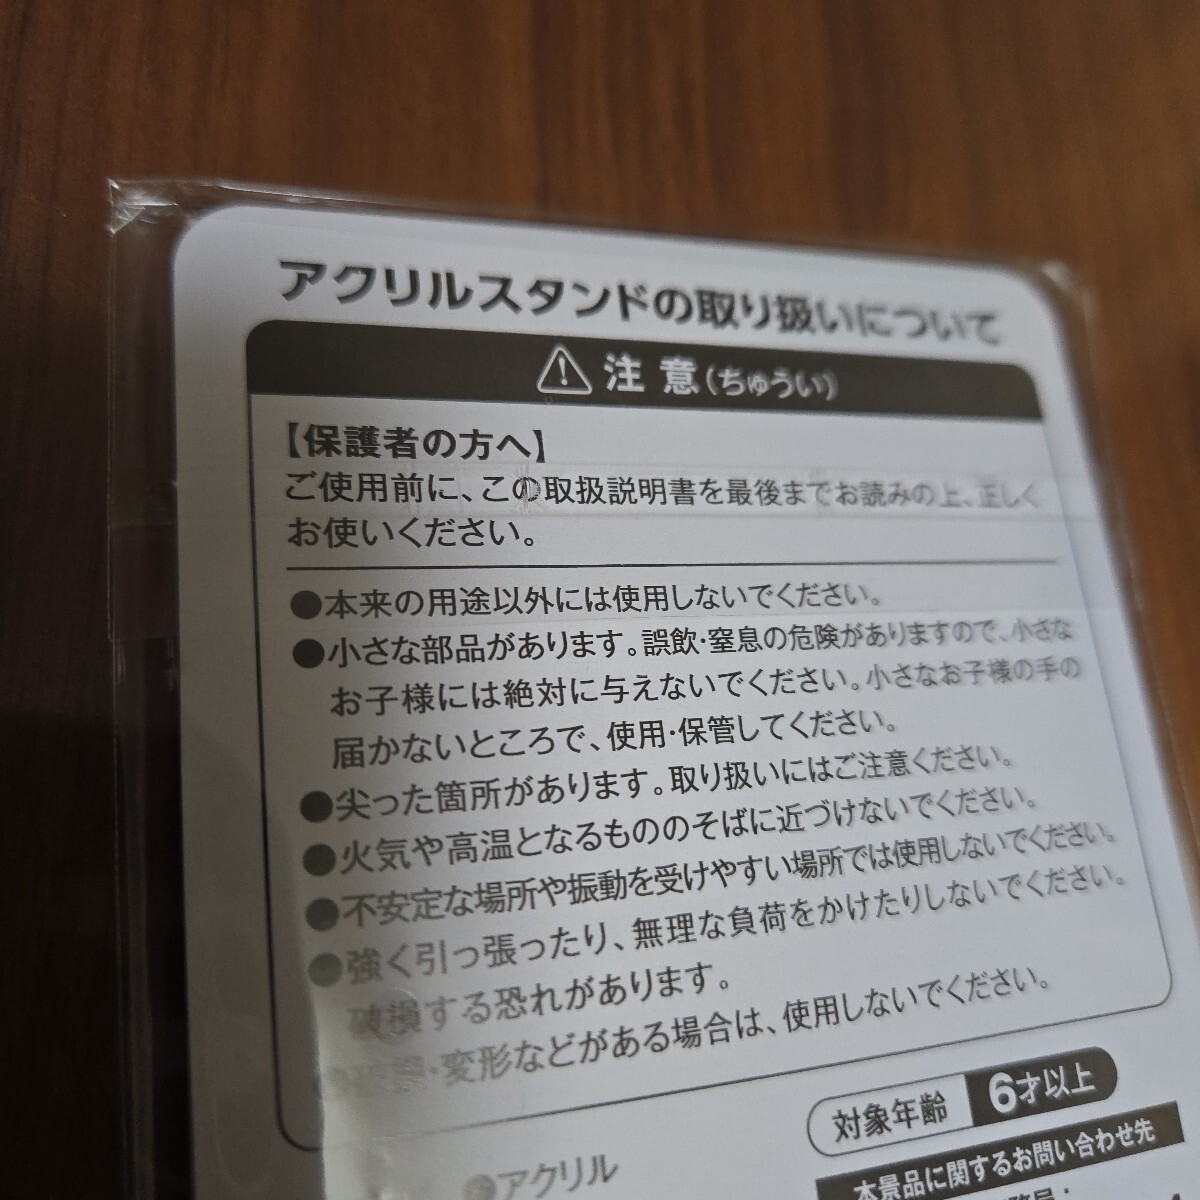 アクリルスタンドの取り扱いについて
注 意(ちゅうい)
【保護者の方へ】
ご使用前に、この取扱説明書を最後までお読みの上、正しく
お使いください。
●本来の用途以外には使用しないでください。
●小さな部品があります。誤飲・窒息の危険がありますので、小さな
お子様には絶対に与えないでください。小さなお子様の手の
届かないところで、使用・保管してください。
●尖った箇所があります。取り扱いにはご注意ください。
●火気や高温となるもののそばに近づけないでください。
●不安定な場所や振動を受けやすい場所では使用しないでください。
●強く引っ張ったり、無理な負荷をかけたりしないでください。
破損する恐れがあります。
●破損・変形などがある場合は、使用しないでください。
対象年齢 6才以上
●アクリル
本景品に関するお問い合わせ先